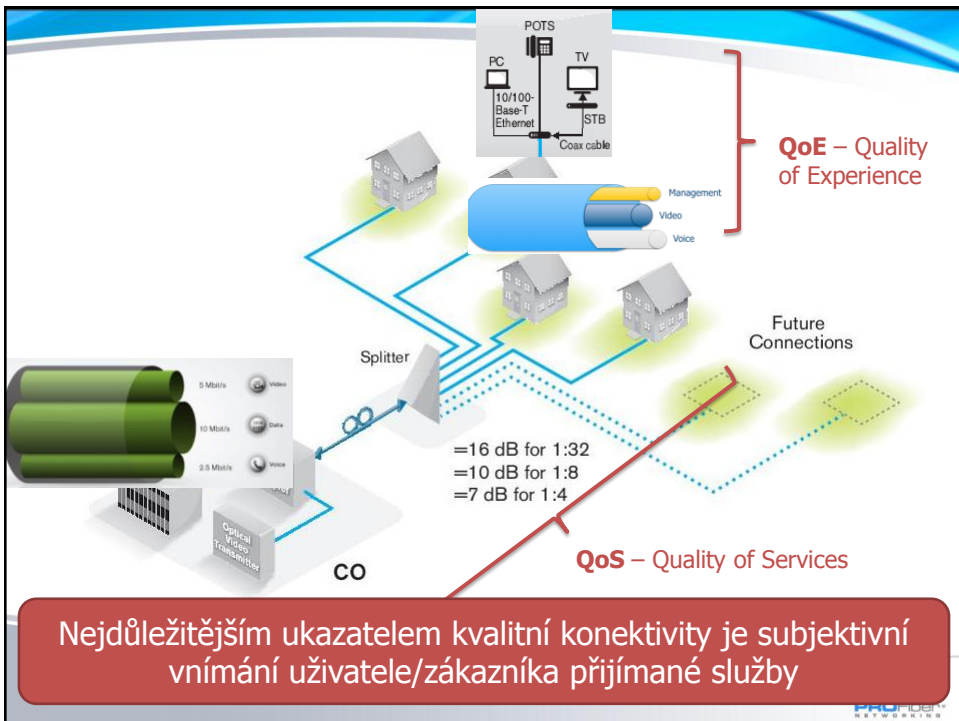 POTS
PC
TV
10/100-
Base-T
Ethernet
STB
Coax cable
QoE – Quality
of Experience
Management
Video
Voice
Future
Connections
Splitter
5 Mbit/s
Video
10 Mbit/s
Data
2.5 Mbit/s
Voice
=16 dB for 1:32
=10 dB for 1:8
=7 dB for 1:4
Optical
Video
Transmitter
CO
QoS – Quality of Services
Nejdůležitějším ukazatelem kvalitní konektivity je subjektivní
vnímání uživatele/zákazníka přijímané služby
PROFiber
NETWORKING